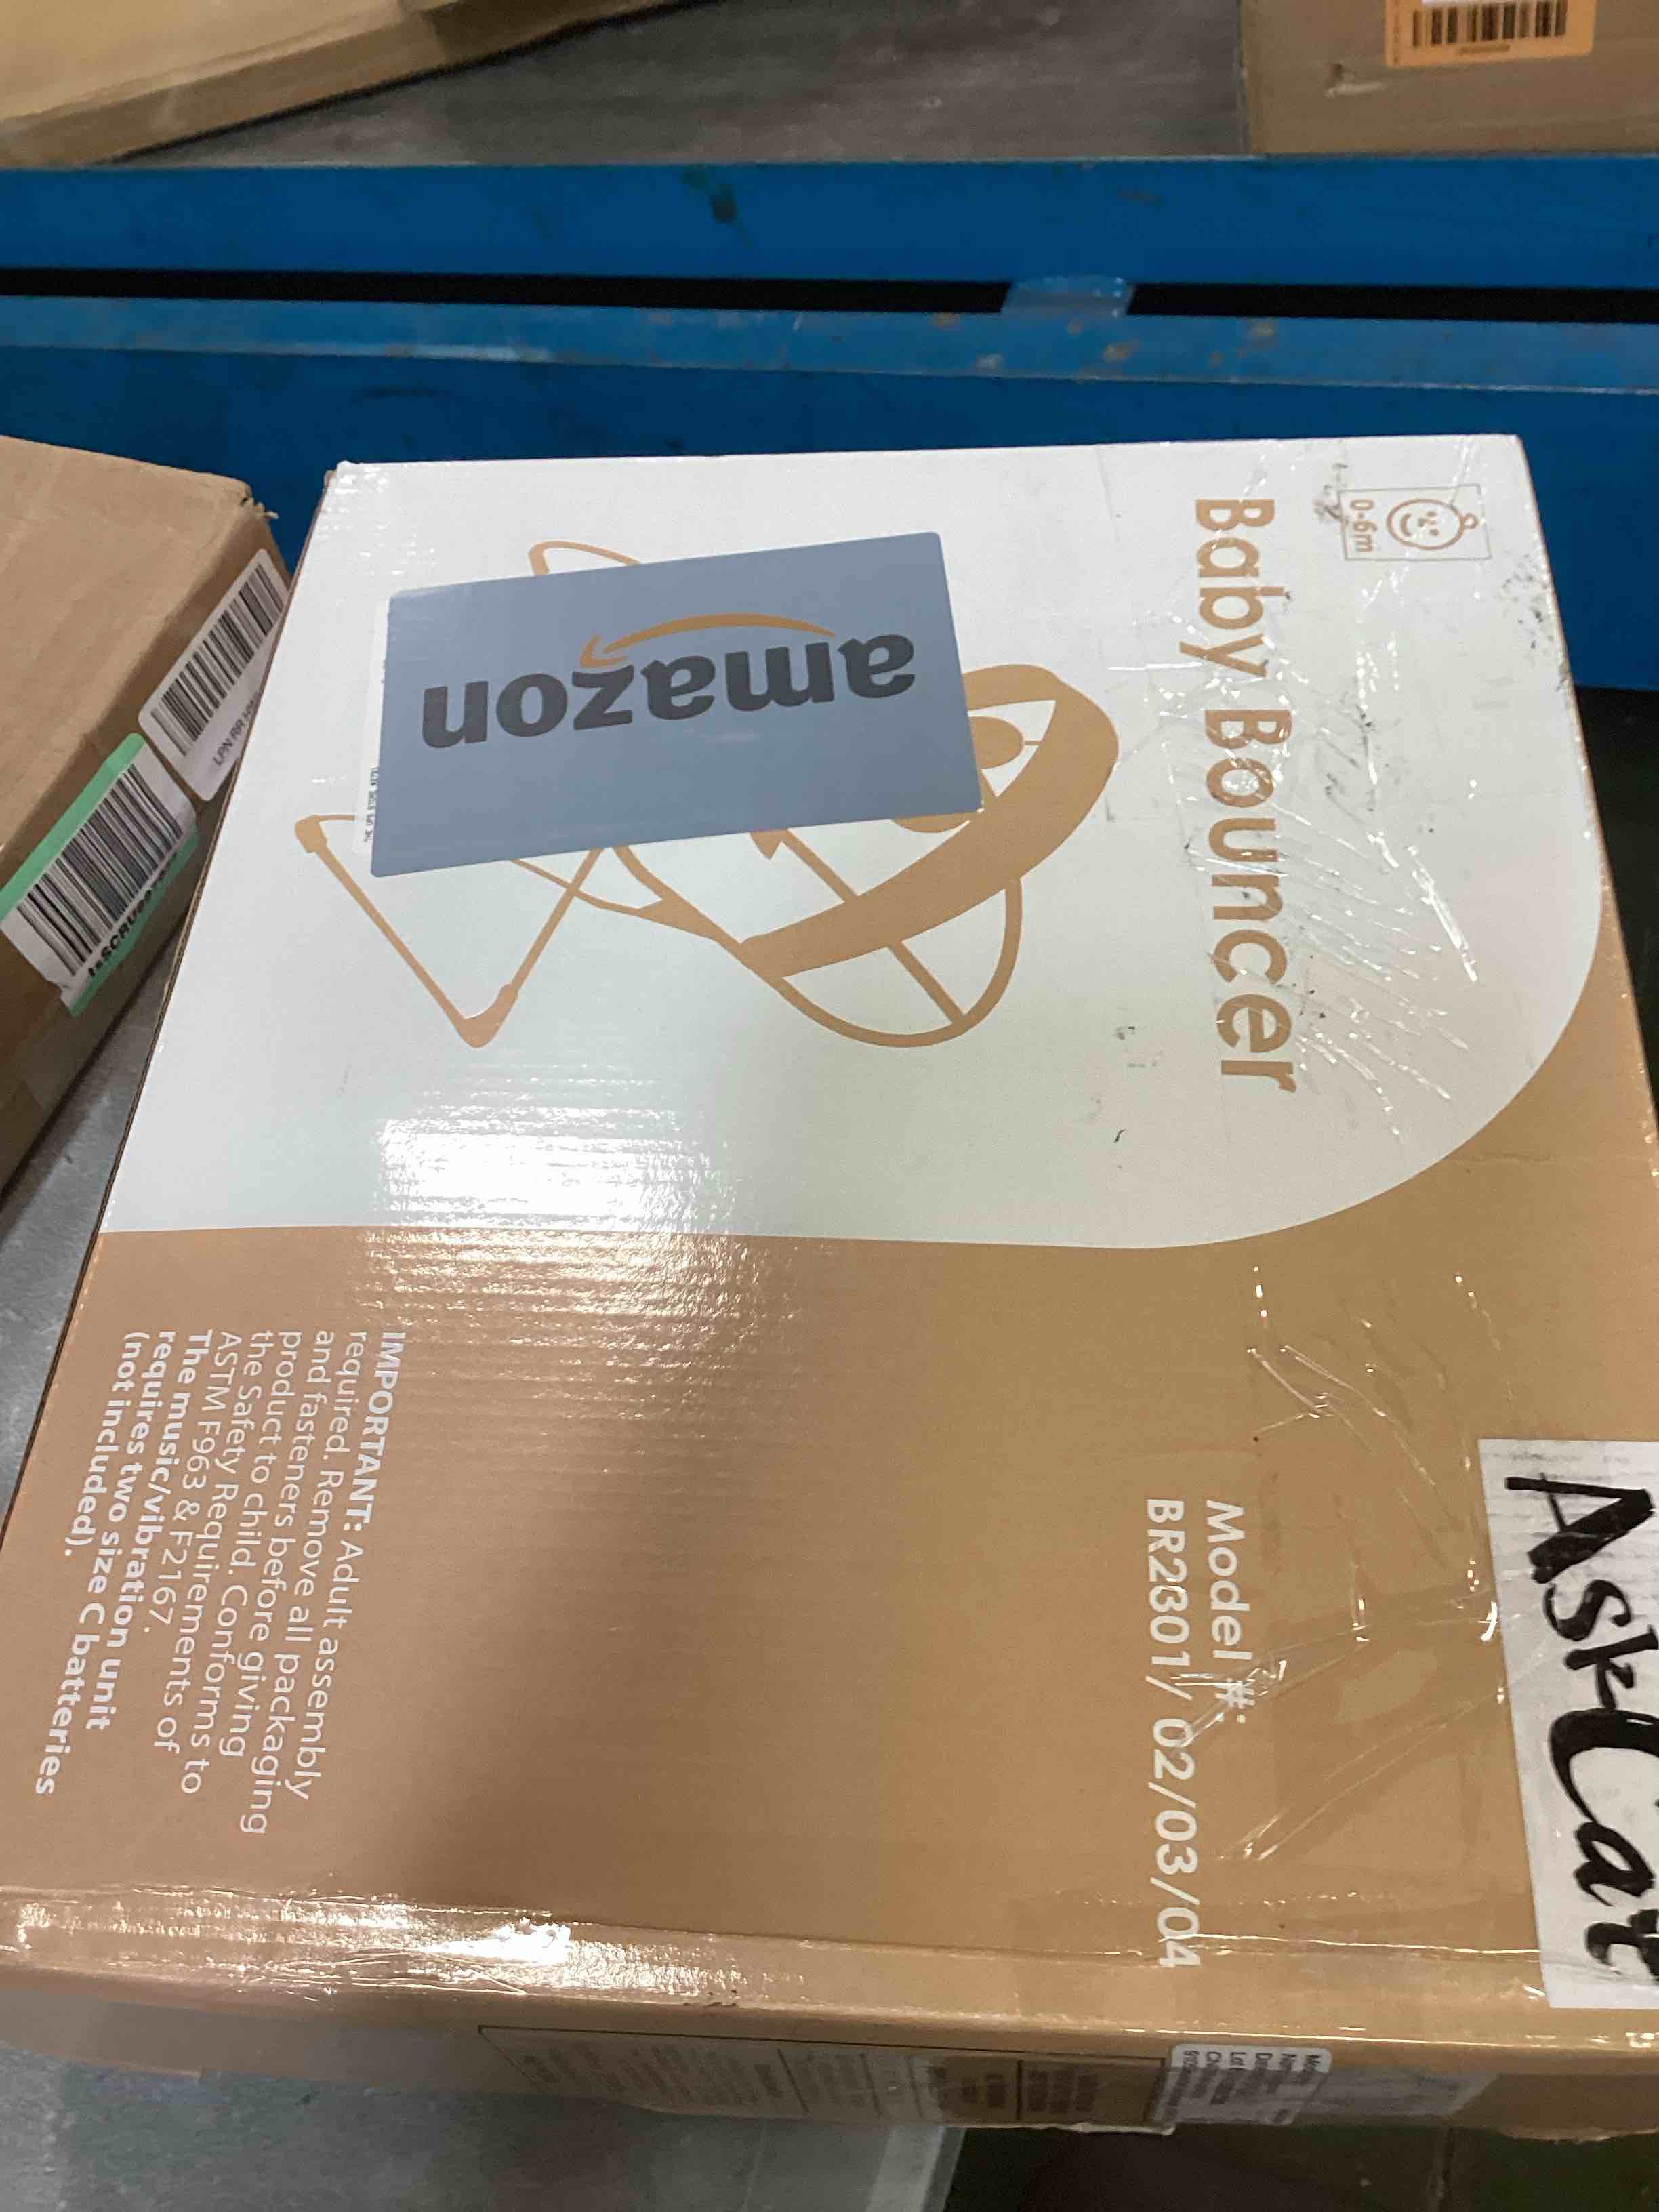 0-6m
Baby Bouncer
amazon
Model #:
BR2301/ 02/03/04
IMPORTANT: Adult assembly
required. Remove all packaging
and fasteners before giving
product to child. Conforms to
the Safety Requirements of
ASTM F963 & F2167.
The music/vibration unit
requires two size C batteries
(not included).
LPN RR